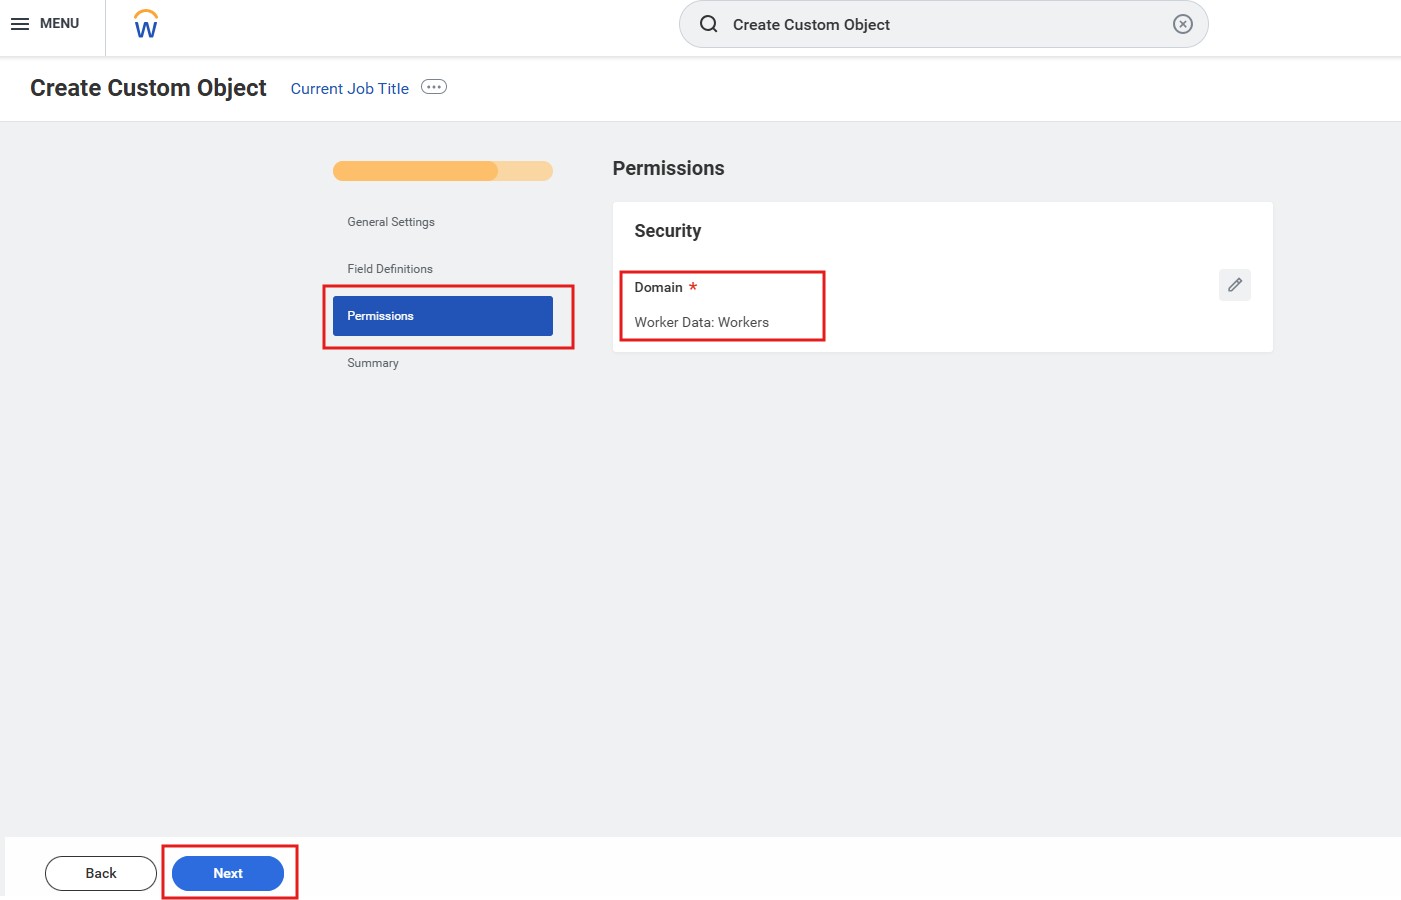 MENU
W
Create Custom Object
Create Custom Object
Current Job Title
Permissions
General Settings
Field Definitions
Permissions
Summary
Security
Domain *
Worker Data: Workers
Back
Next